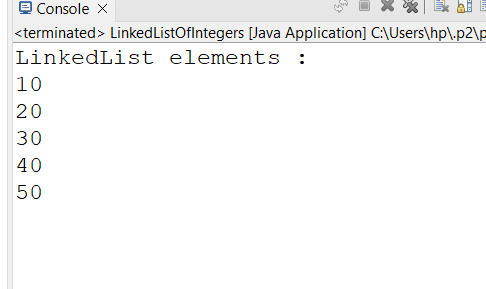 Console
<terminated> LinkedListOfIntegers [Java Application] C:\Users\hp\.p2\p
LinkedList elements :
10
20
30
40
50